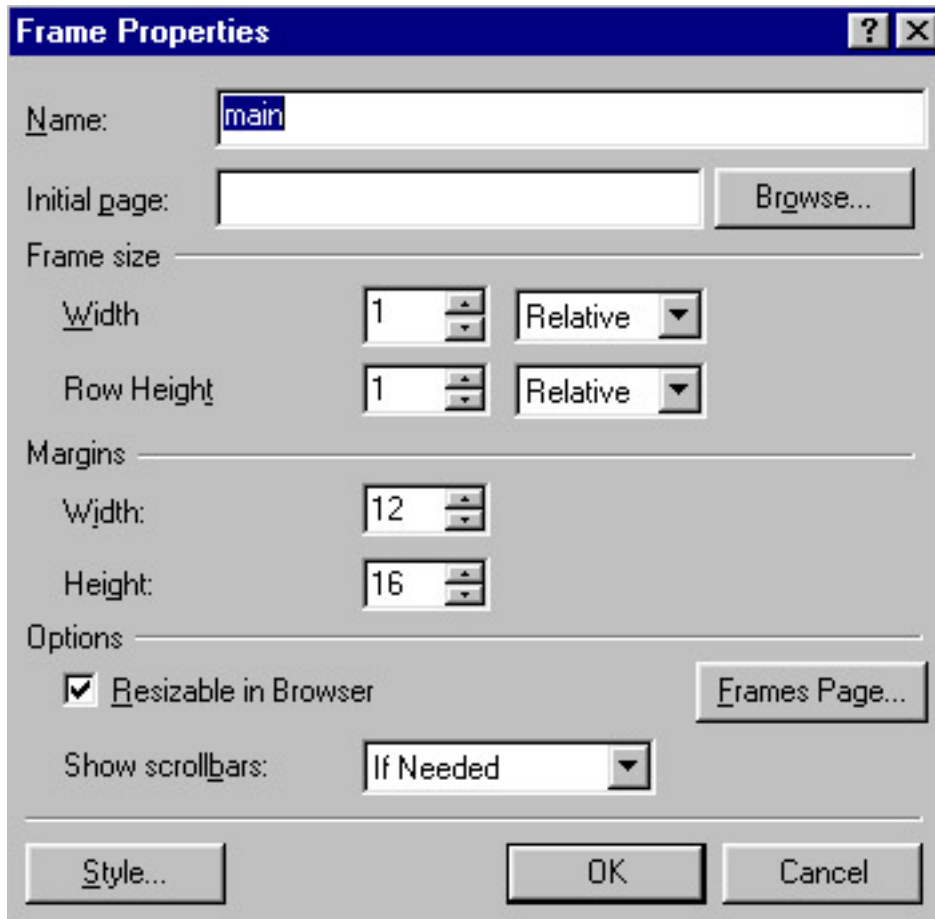 Frame Properties ? X
Name: main
Initial page: Browse...
Frame size
Width 1 Relative
Row Height 1 Relative
Margins
Width: 12
Height: 16
Options
Resizable in Browser Frames Page...
Show scrollbars: If Needed
Style... OK Cancel